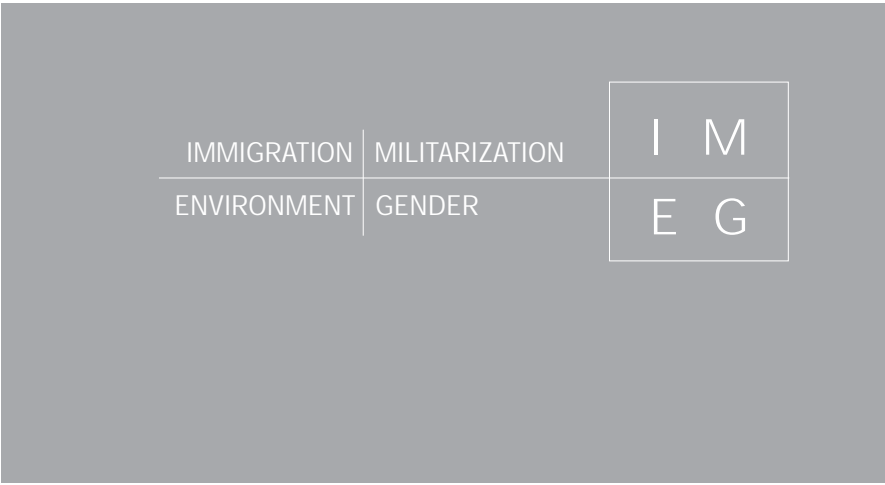 IMMIGRATION MILITARIZATION
ENVIRONMENT GENDER
I M
E G